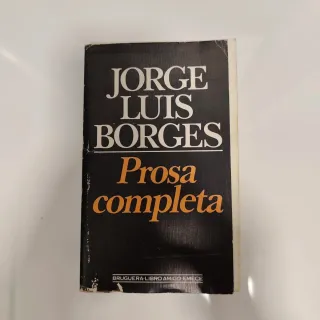 JORGE
LUIS
BORGES
Prosa
completa
BRUGUERA-LIBRO AMIGO-EMECÉ